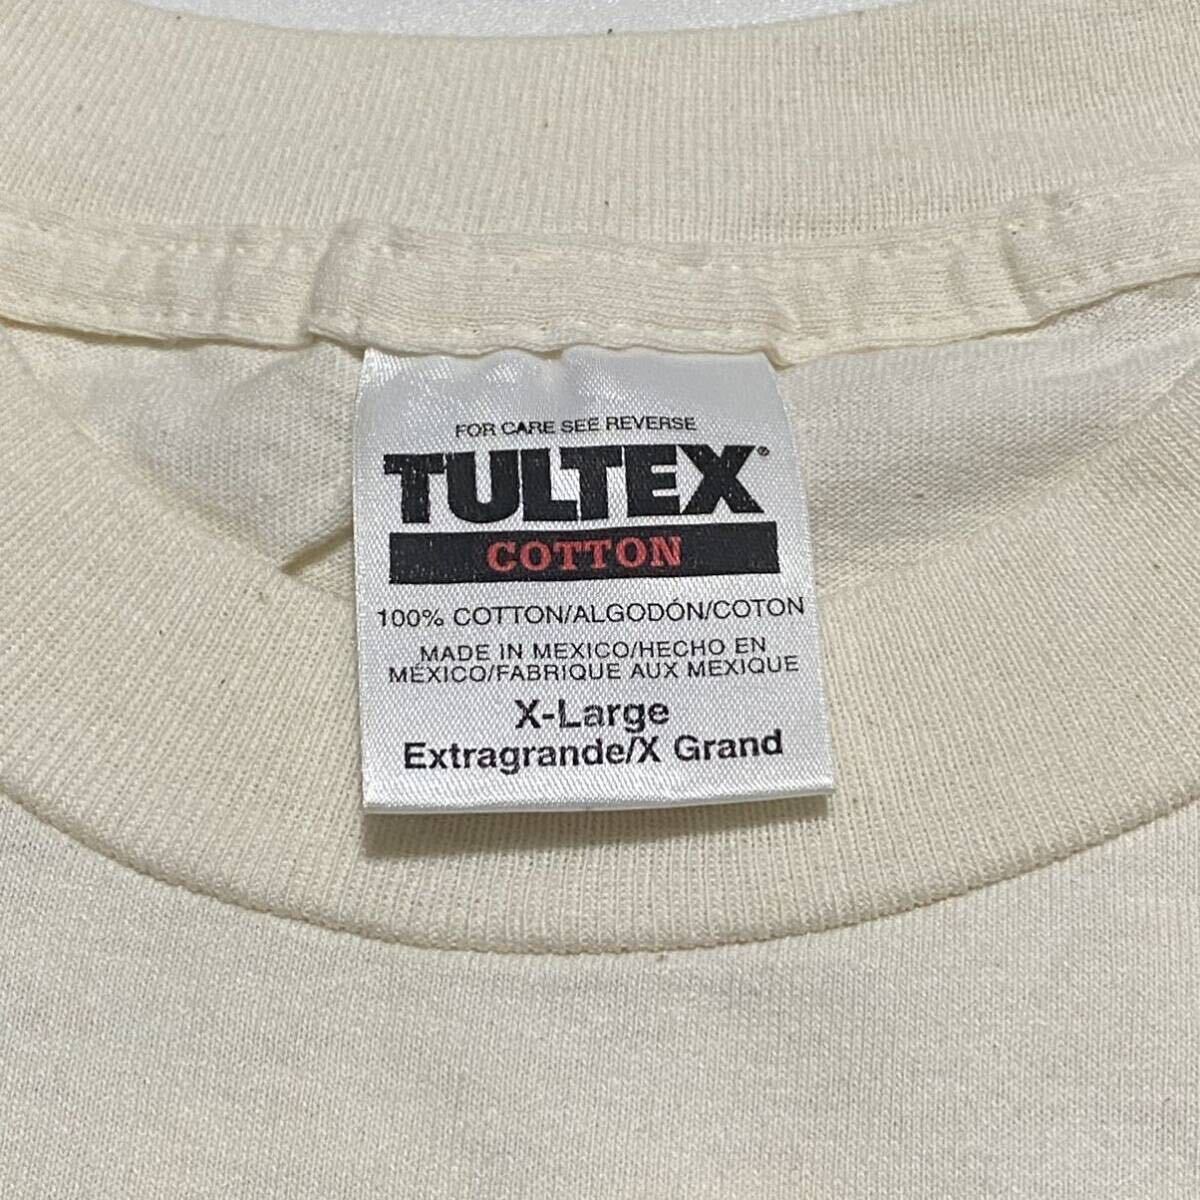 FOR CARE SEE REVERSE
TULTEX®
COTTON
100% COTTON/ALGODÓN/COTON
MADE IN MEXICO/HECHO EN
MÉXICO/FABRIQUE AUX MEXIQUE
X-Large
Extragrande/X Grand